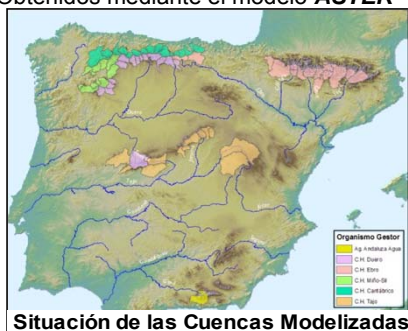 Obtenidos mediante el modelo ASTER
Organismo Gestor
Ag. Andaluza Agua
C.H. Duero
C.H. Ebro
C.H. Miño-Sil
C.H. Cantábrico
C.H. Tajo
Situación de las Cuencas Modelizadas